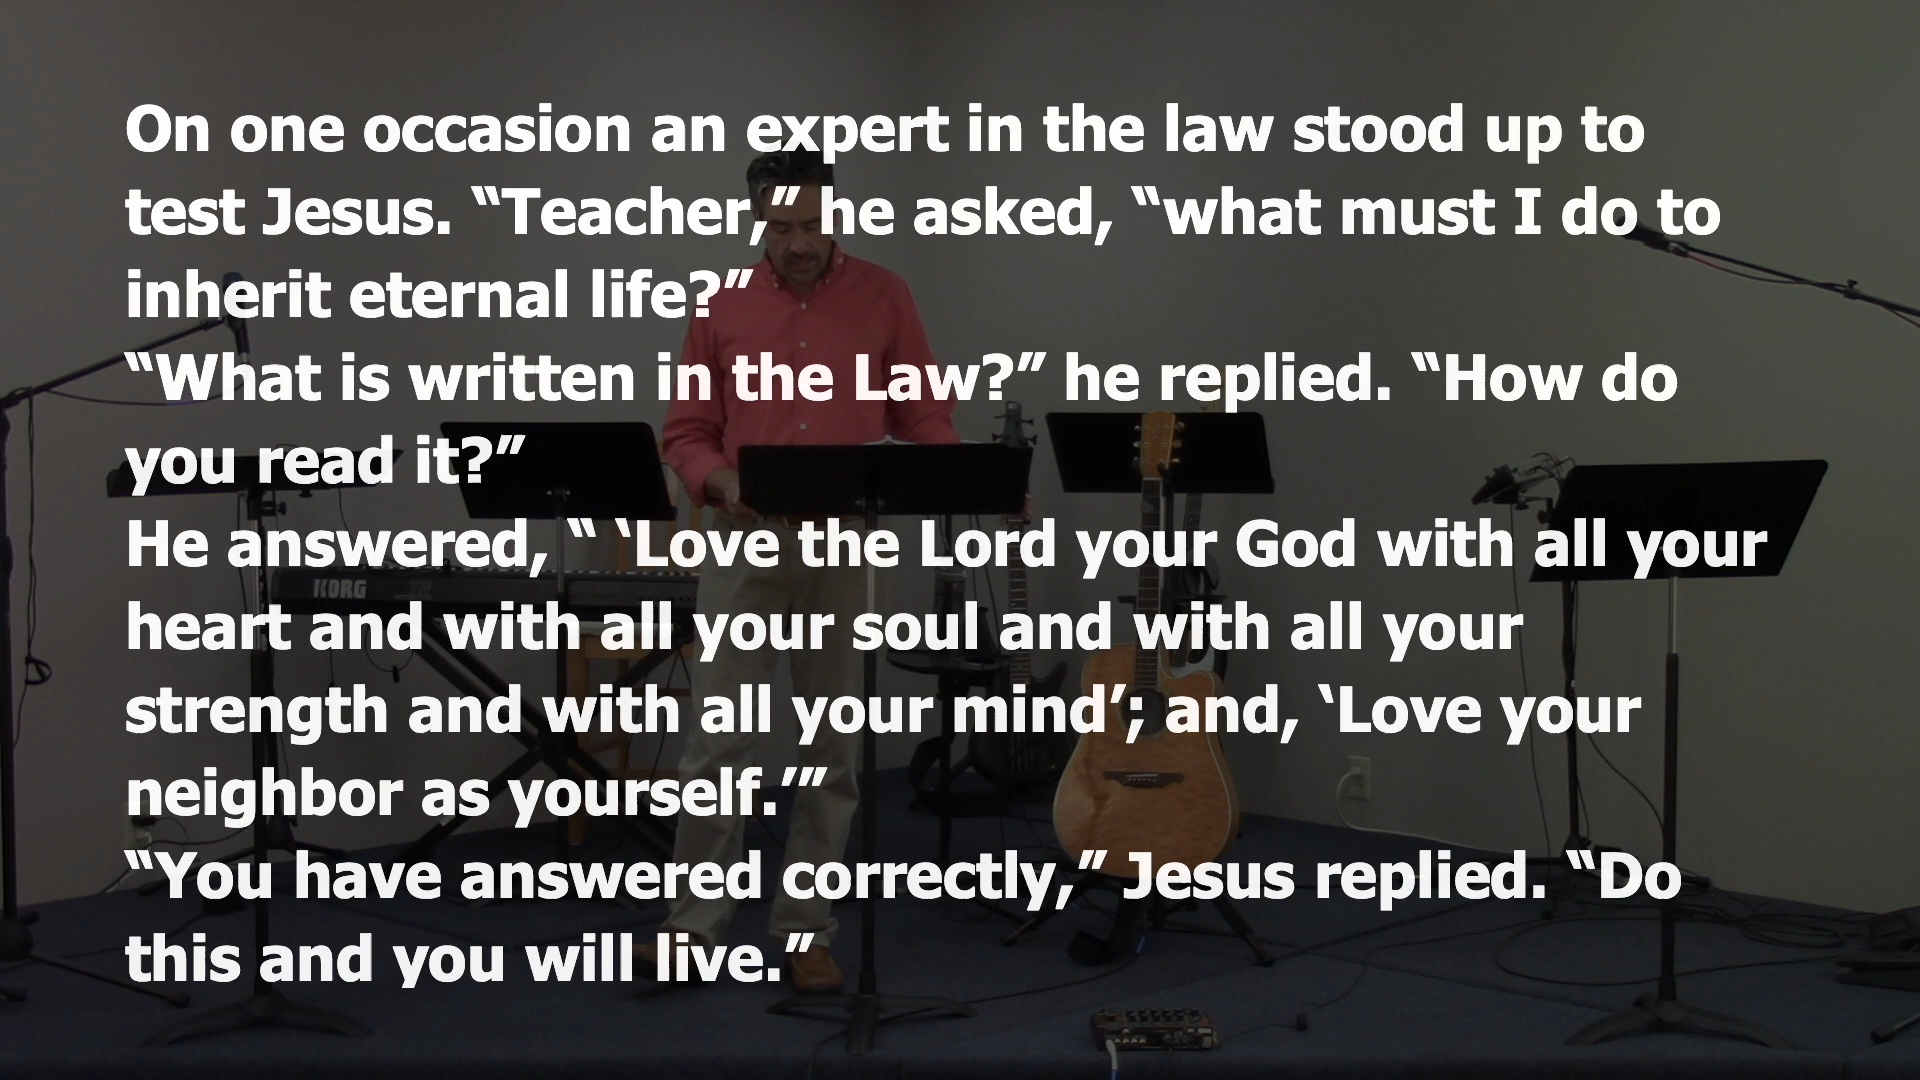 On one occasion an expert in the law stood up to
test Jesus. “Teacher,” he asked, “what must I do to
inherit eternal life?”
“What is written in the Law?” he replied. “How do
you read it?”
He answered, “ ‘Love the Lord your God with all your
heart and with all your soul and with all your
strength and with all your mind’; and, ‘Love your
neighbor as yourself.’”
“You have answered correctly,” Jesus replied. “Do
this and you will live.”
KORG